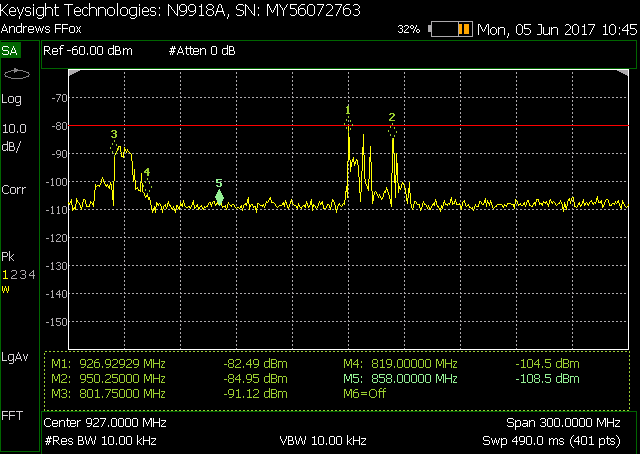 Keysight Technologies: N9918A, SN: MY56072763
Andrews FFox 32% Mon, 05 Jun 2017 10:45
SA Ref -60.00 dBm #Atten 0 dB
Log
10.0
dB/
Corr
Pk
1 2 3 4
W
LgAv
FFT
-70
-80
-90
-100
-110
-120
-130
-140
-150
1
2
3
4
5
M1: 926.92929 MHz -82.49 dBm M4: 819.00000 MHz -104.5 dBm
M2: 950.25000 MHz -84.95 dBm M5: 858.00000 MHz -108.5 dBm
M3: 801.75000 MHz -91.12 dBm M6=Off
Center 927.0000 MHz Span 300.0000 MHz
#Res BW 10.00 kHz VBW 10.00 kHz Swp 490.0 ms (401 pts)